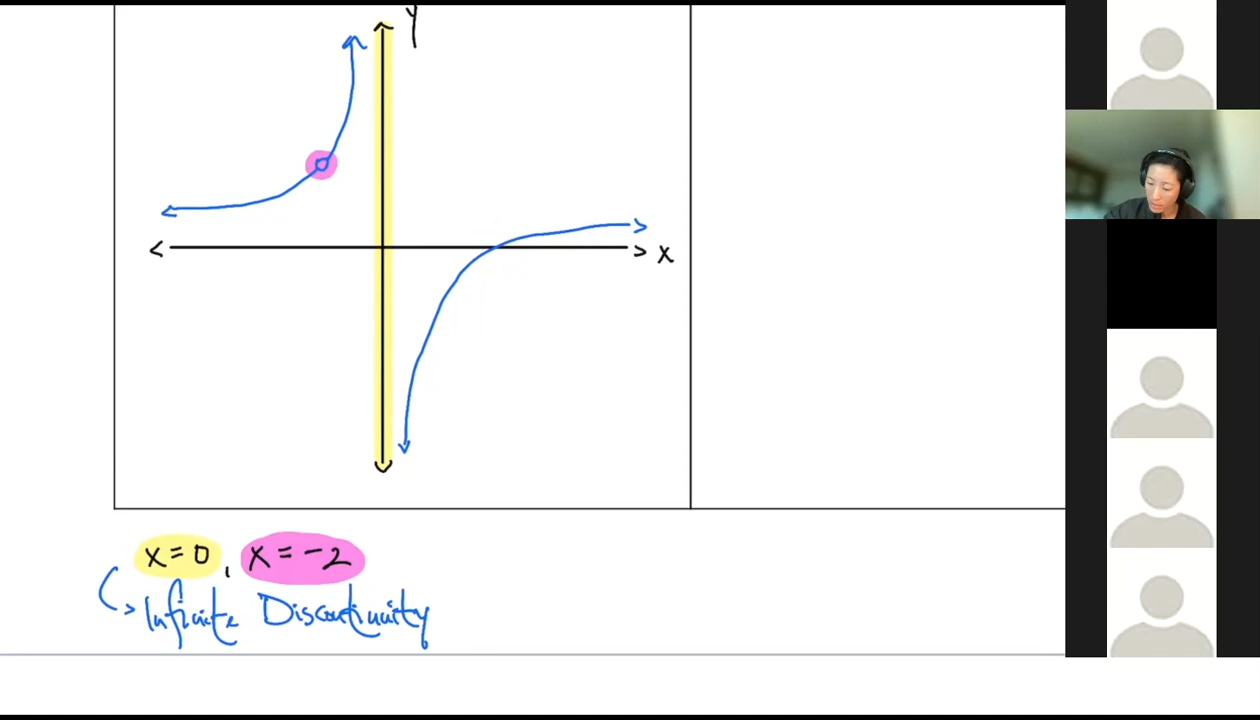 y
x
x = 0, x = -2
Infinite Discontinuity